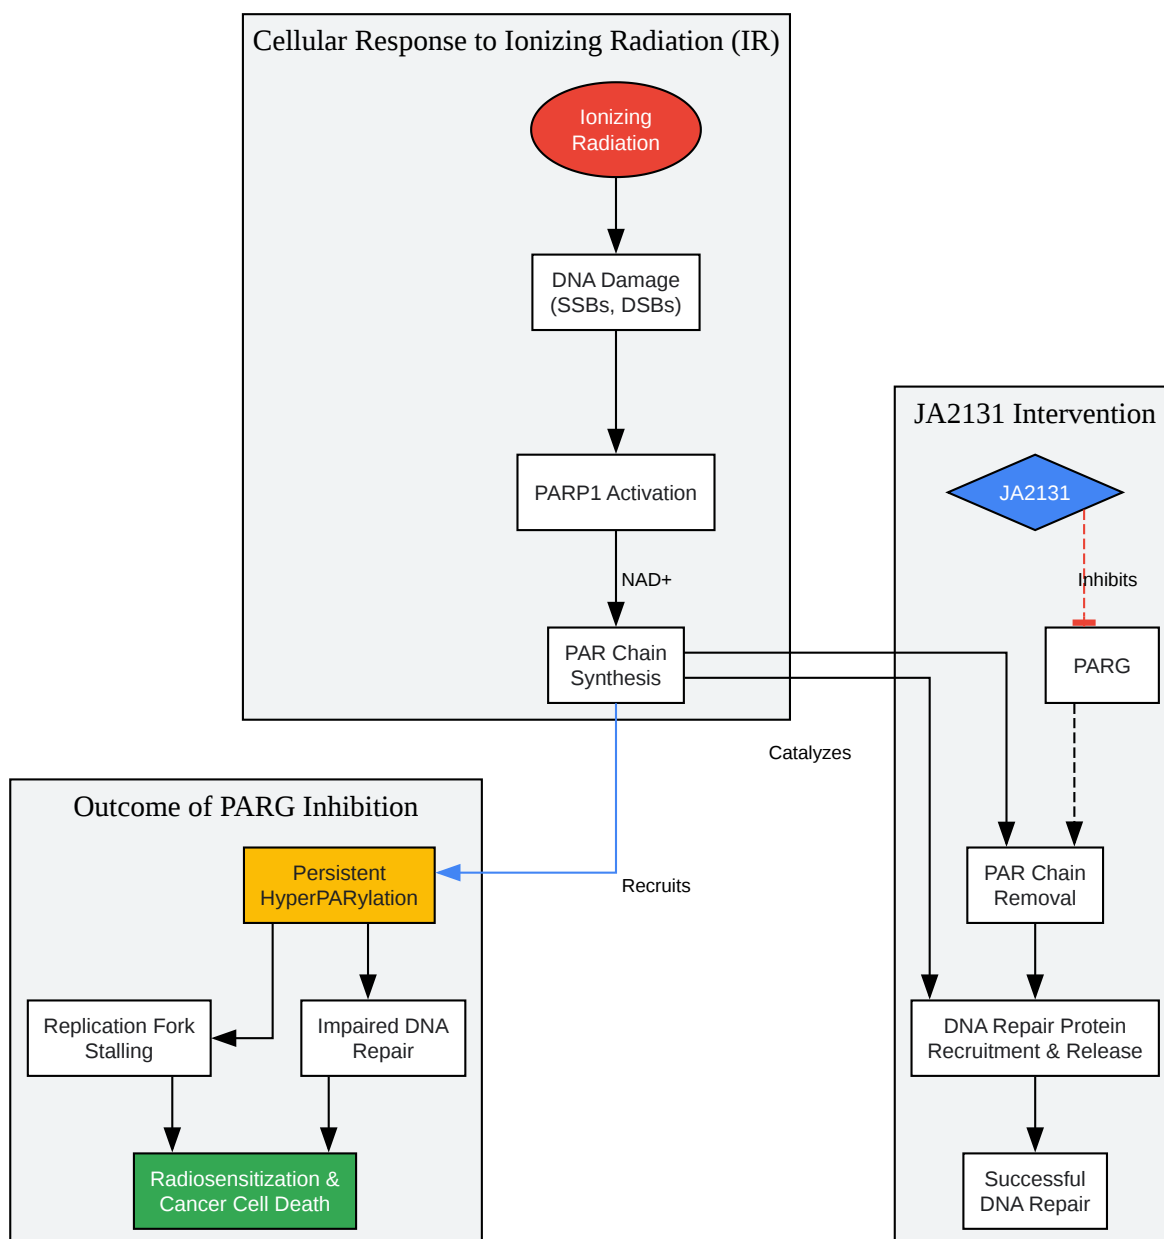 Cellular Response to Ionizing Radiation (IR)
Ionizing
Radiation
DNA Damage
(SSBs, DSBs)
PARP1 Activation
NAD+
PAR Chain
Synthesis
JA2131 Intervention
JA2131
Inhibits
PARG
Catalyzes
Recruits
PAR Chain
Removal
DNA Repair Protein
Recruitment & Release
Successful
DNA Repair
Outcome of PARG Inhibition
Persistent
HyperPARylation
Replication Fork
Stalling
Impaired DNA
Repair
Radiosensitization &
Cancer Cell Death